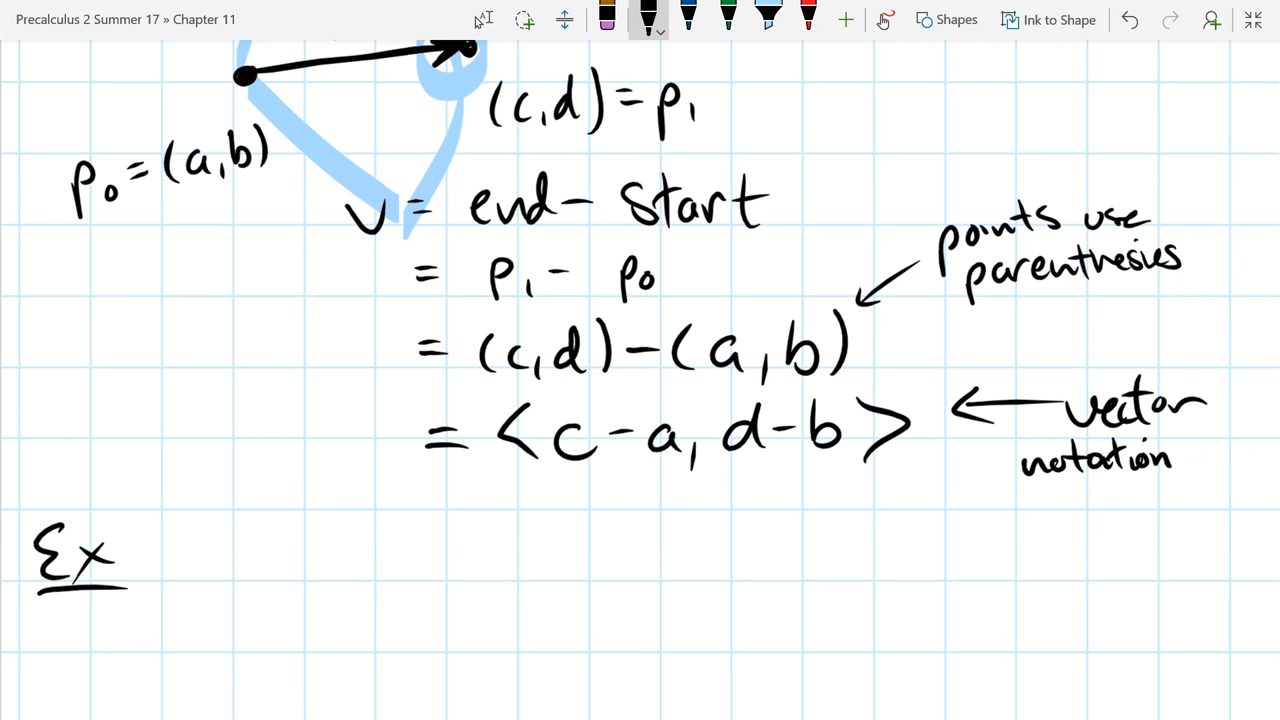 Precalculus 2 Summer 17 » Chapter 11
Shapes
Ink to Shape
(c,d) = p₁
p₀ = (a,b)
v = end - start
= p₁ - p₀
points use
parenthesies
= (c,d) - (a,b)
= <c-a, d-b>
vector
notation
Ex